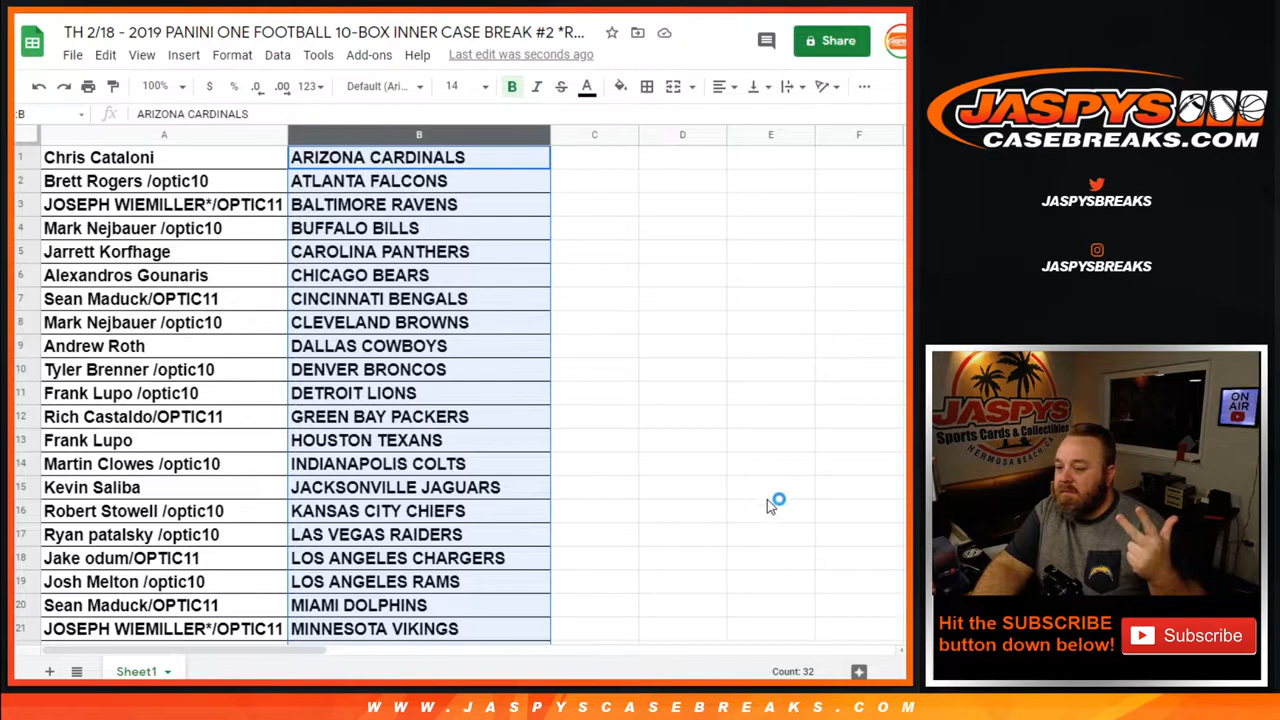 TH 2/18 - 2019 PANINI ONE FOOTBALL 10-BOX INNER CASE BREAK #2 *R...
File Edit View Insert Format Data Tools Add-ons Help Last edit was seconds ago
Share
100% $ % .0 .00 123 Default (Ari... 14 B I S A
:B fx ARIZONA CARDINALS
A B C D E F
1 Chris Cataloni ARIZONA CARDINALS
2 Brett Rogers /optic10 ATLANTA FALCONS
3 JOSEPH WIEMILLER*/OPTIC11 BALTIMORE RAVENS
4 Mark Nejbauer /optic10 BUFFALO BILLS
5 Jarrett Korfhage CAROLINA PANTHERS
6 Alexandros Gounaris CHICAGO BEARS
7 Sean Maduck/OPTIC11 CINCINNATI BENGALS
8 Mark Nejbauer /optic10 CLEVELAND BROWNS
9 Andrew Roth DALLAS COWBOYS
10 Tyler Brenner /optic10 DENVER BRONCOS
11 Frank Lupo /optic10 DETROIT LIONS
12 Rich Castaldo/OPTIC11 GREEN BAY PACKERS
13 Frank Lupo HOUSTON TEXANS
14 Martin Clowes /optic10 INDIANAPOLIS COLTS
15 Kevin Saliba JACKSONVILLE JAGUARS
16 Robert Stowell /optic10 KANSAS CITY CHIEFS
17 Ryan patalsky /optic10 LAS VEGAS RAIDERS
18 Jake odum/OPTIC11 LOS ANGELES CHARGERS
19 Josh Melton /optic10 LOS ANGELES RAMS
20 Sean Maduck/OPTIC11 MIAMI DOLPHINS
21 JOSEPH WIEMILLER*/OPTIC11 MINNESOTA VIKINGS
Sheet1 Count: 32
JASPYS
CASEBREAKS.COM
JASPYSBREAKS
JASPYSBREAKS
JASPYS
Sports Cards & Collectibles
HERMOSA BEACH, CA
ON
AIR
Hit the SUBSCRIBE
button down below!
Subscribe
WWW.JASPYSCASEBREAKS.COM